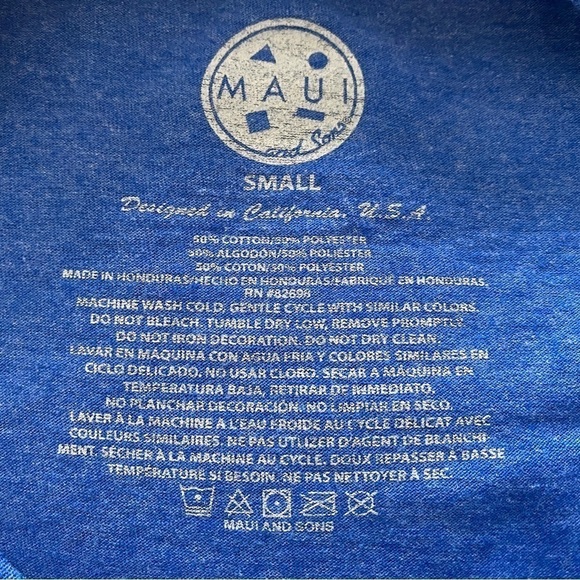 MAUI
and Sons
SMALL
Designed in California, U.S.A.
50% COTTON/50% POLYESTER
50% ALGODÓN/50% POLIÉSTER
50% COTON/50% POLYESTER
MADE IN HONDURAS/HECHO EN HONDURAS/FABRIQUÉ EN HONDURAS,
RN #82698
MACHINE WASH COLD, GENTLE CYCLE WITH SIMILAR COLORS.
DO NOT BLEACH, TUMBLE DRY LOW, REMOVE PROMPTLY.
DO NOT IRON DECORATION. DO NOT DRY CLEAN.
LAVAR EN MÁQUINA CON AGUA FRIA Y COLORES SIMILARES EN
CICLO DELICADO. NO USAR CLORO. SECAR A MÁQUINA EN
TEMPERATURA BAJA, RETIRAR DE INMEDIATO.
NO PLANCHAR DECORACIÓN. NO LIMPIAR EN SECO.
LAVER À LA MACHINE À L'EAU FROIDE AU CYCLE DÉLICAT AVEC
COULEURS SIMILAIRES. NE PAS UTLIZER D'AGENT DE BLANCHI
MENT. SÉCHER À LA MACHINE AU CYCLE. DOUX REPASSER À BASSE
TEMPÉRATURE SI BESOIN. NE PAS NETTOYER À SEC.
MAUI AND SONS